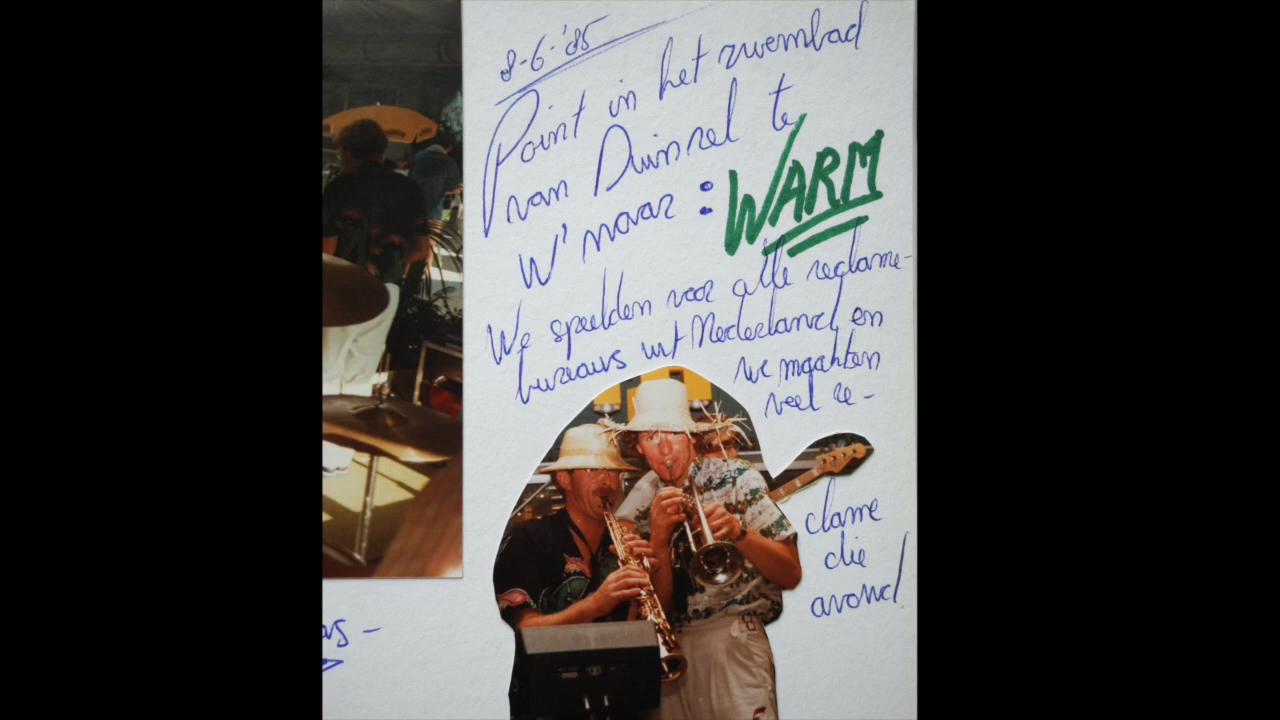 8-6-'85
Point in het zwembad
van Duinrel te
W'naar: WARM
We speelden voor alle reclame-
bureaus uit Nederland, en
we maakten
veel re-
clame
die
avond!